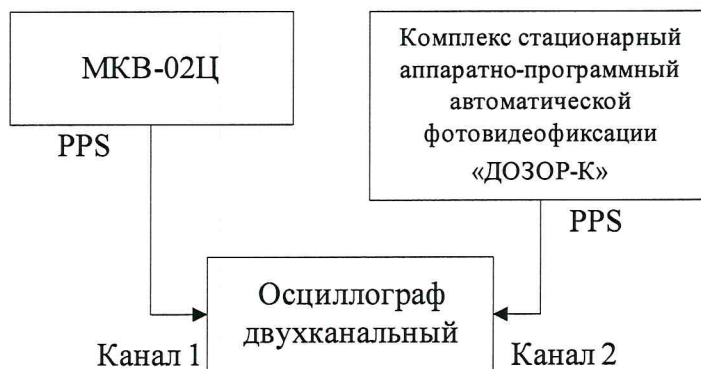 МКВ-02Ц
PPS
Комплекс стационарный
аппаратно-программный
автоматической
фотовидеофиксации
«ДОЗОР-К»
PPS
Осциллограф
двухканальный
Канал 1
Канал 2